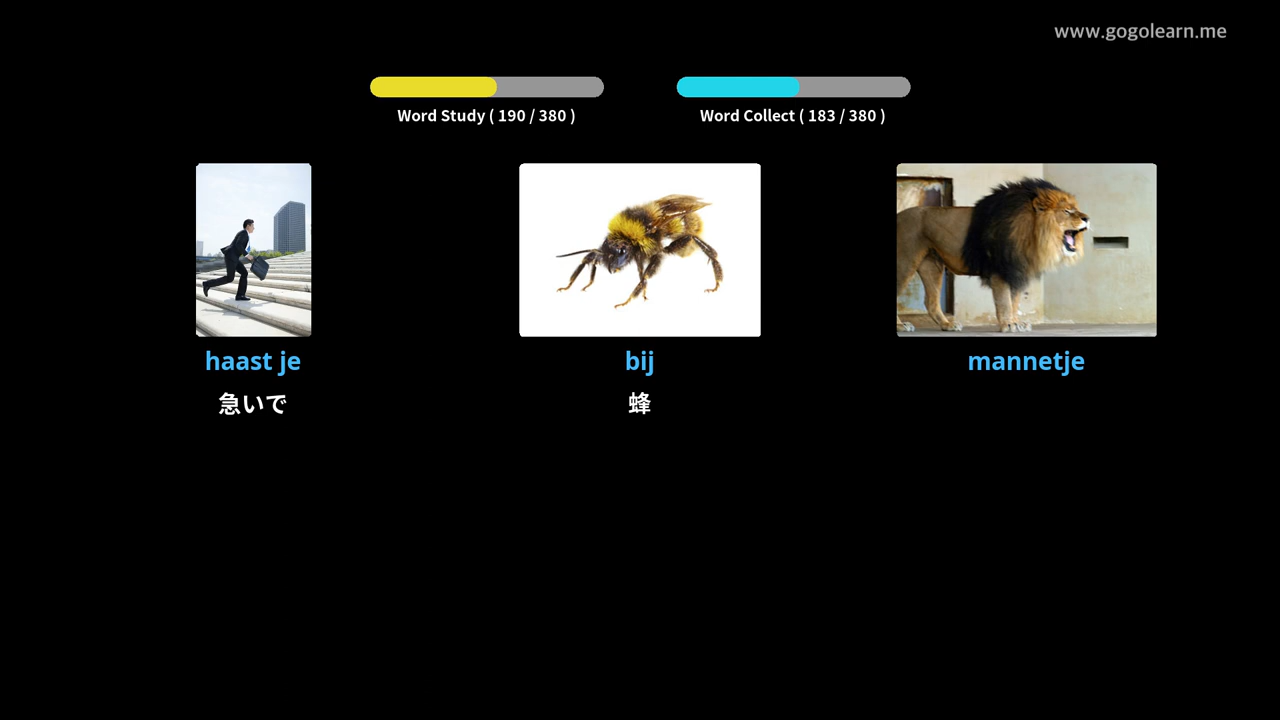 www.gogolearn.me
Word Study ( 190 / 380 )
Word Collect ( 183 / 380 )
haast je
bij
mannetje
急いで
蜂